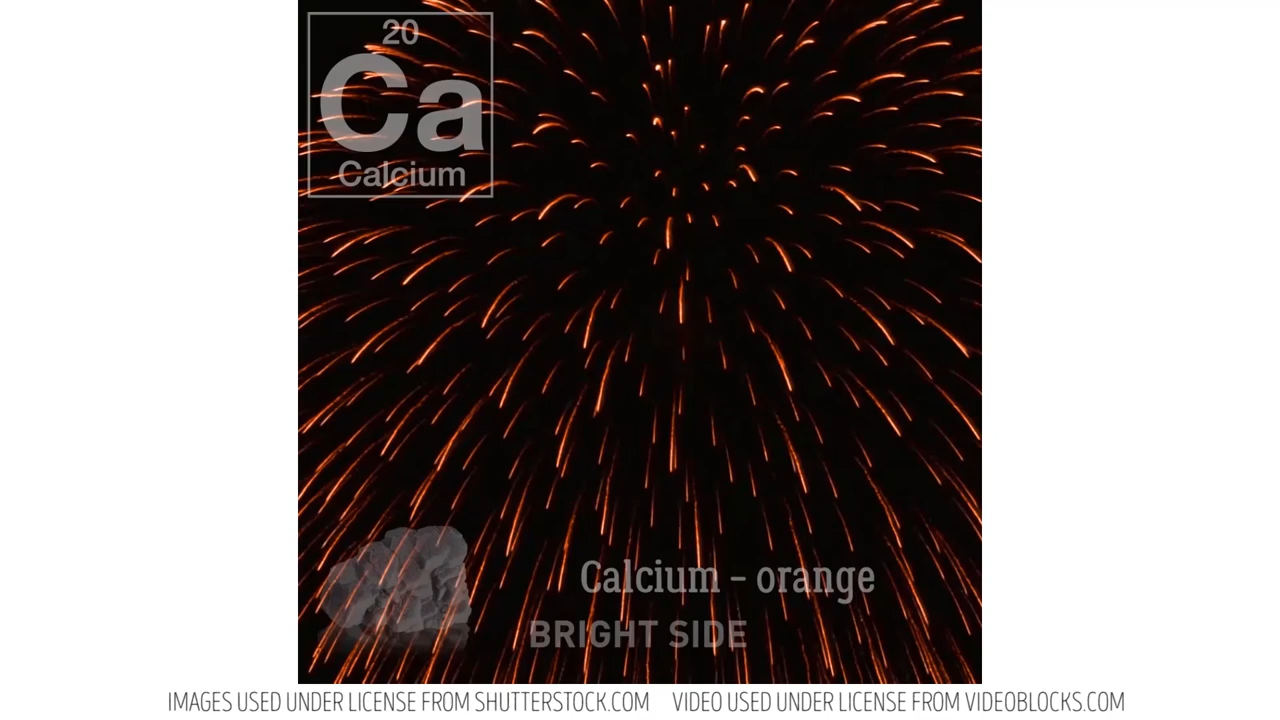 20
Ca
Calcium
Calcium - orange
BRIGHT SIDE
IMAGES USED UNDER LICENSE FROM SHUTTERSTOCK.COM VIDEO USED UNDER LICENSE FROM VIDEOBLOCKS.COM